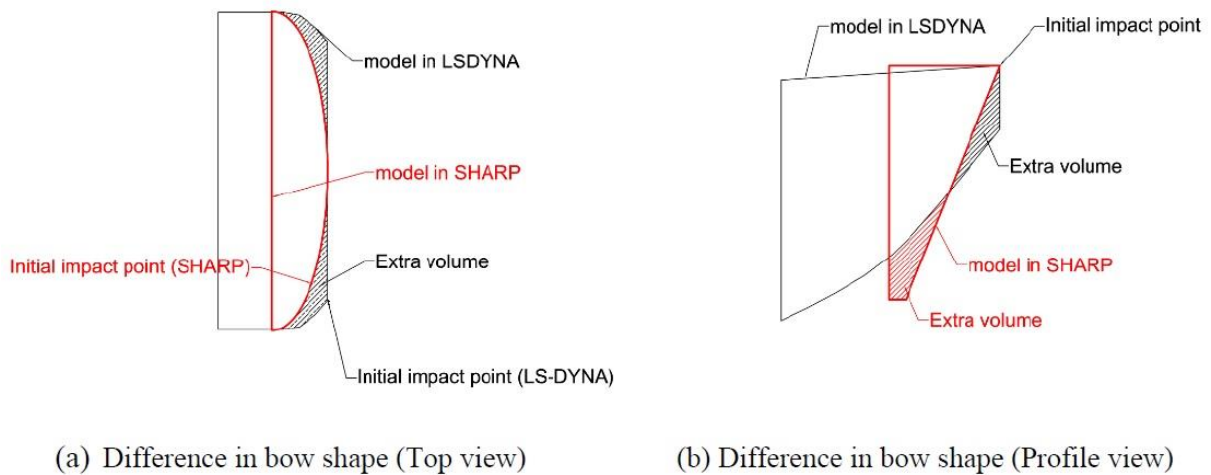 model in LSDYNA
model in SHARP
Initial impact point (SHARP)
Extra volume
Initial impact point (LS-DYNA)
(a) Difference in bow shape (Top view)
model in LSDYNA
Initial impact point
Extra volume
model in SHARP
Extra volume
(b) Difference in bow shape (Profile view)